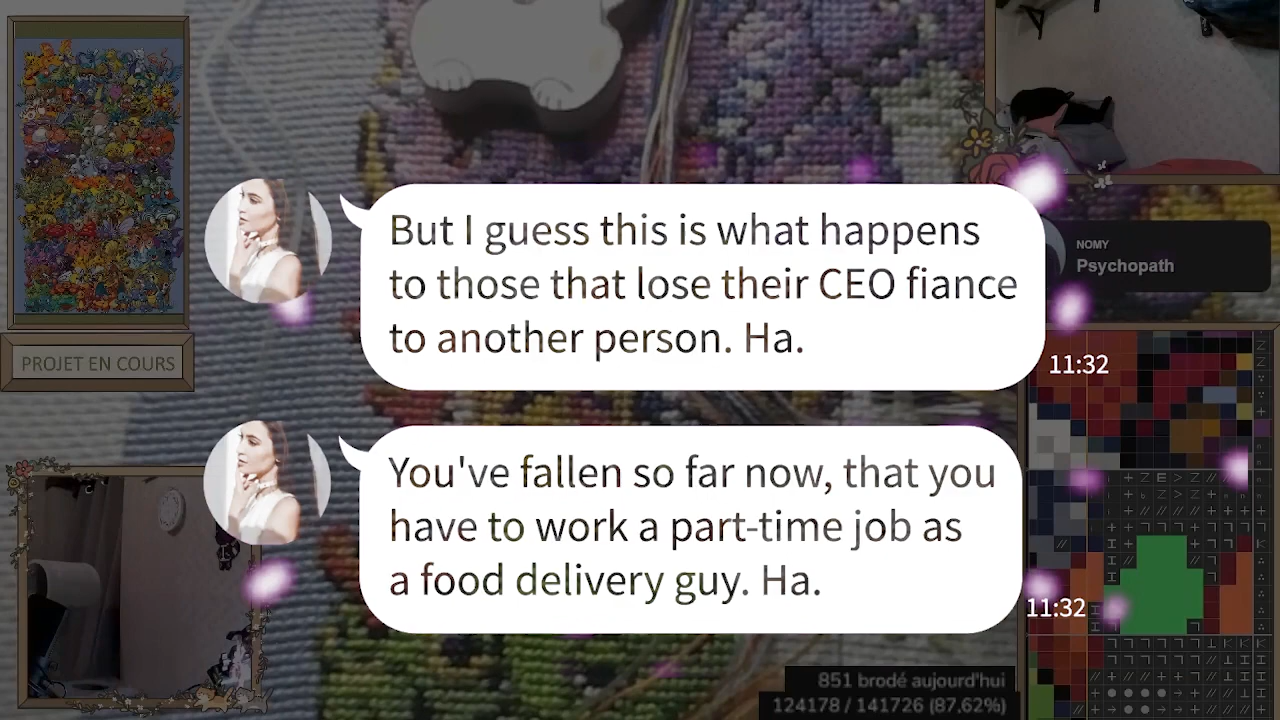 But I guess this is what happens
to those that lose their CEO fiance
to another person. Ha.
11:32
You've fallen so far now, that you
have to work a part-time job as
a food delivery guy. Ha.
11:32
NOMY
Psychopath
PROJET EN COURS
851 brodé aujourd'hui
124178 / 141726 (87,62%)